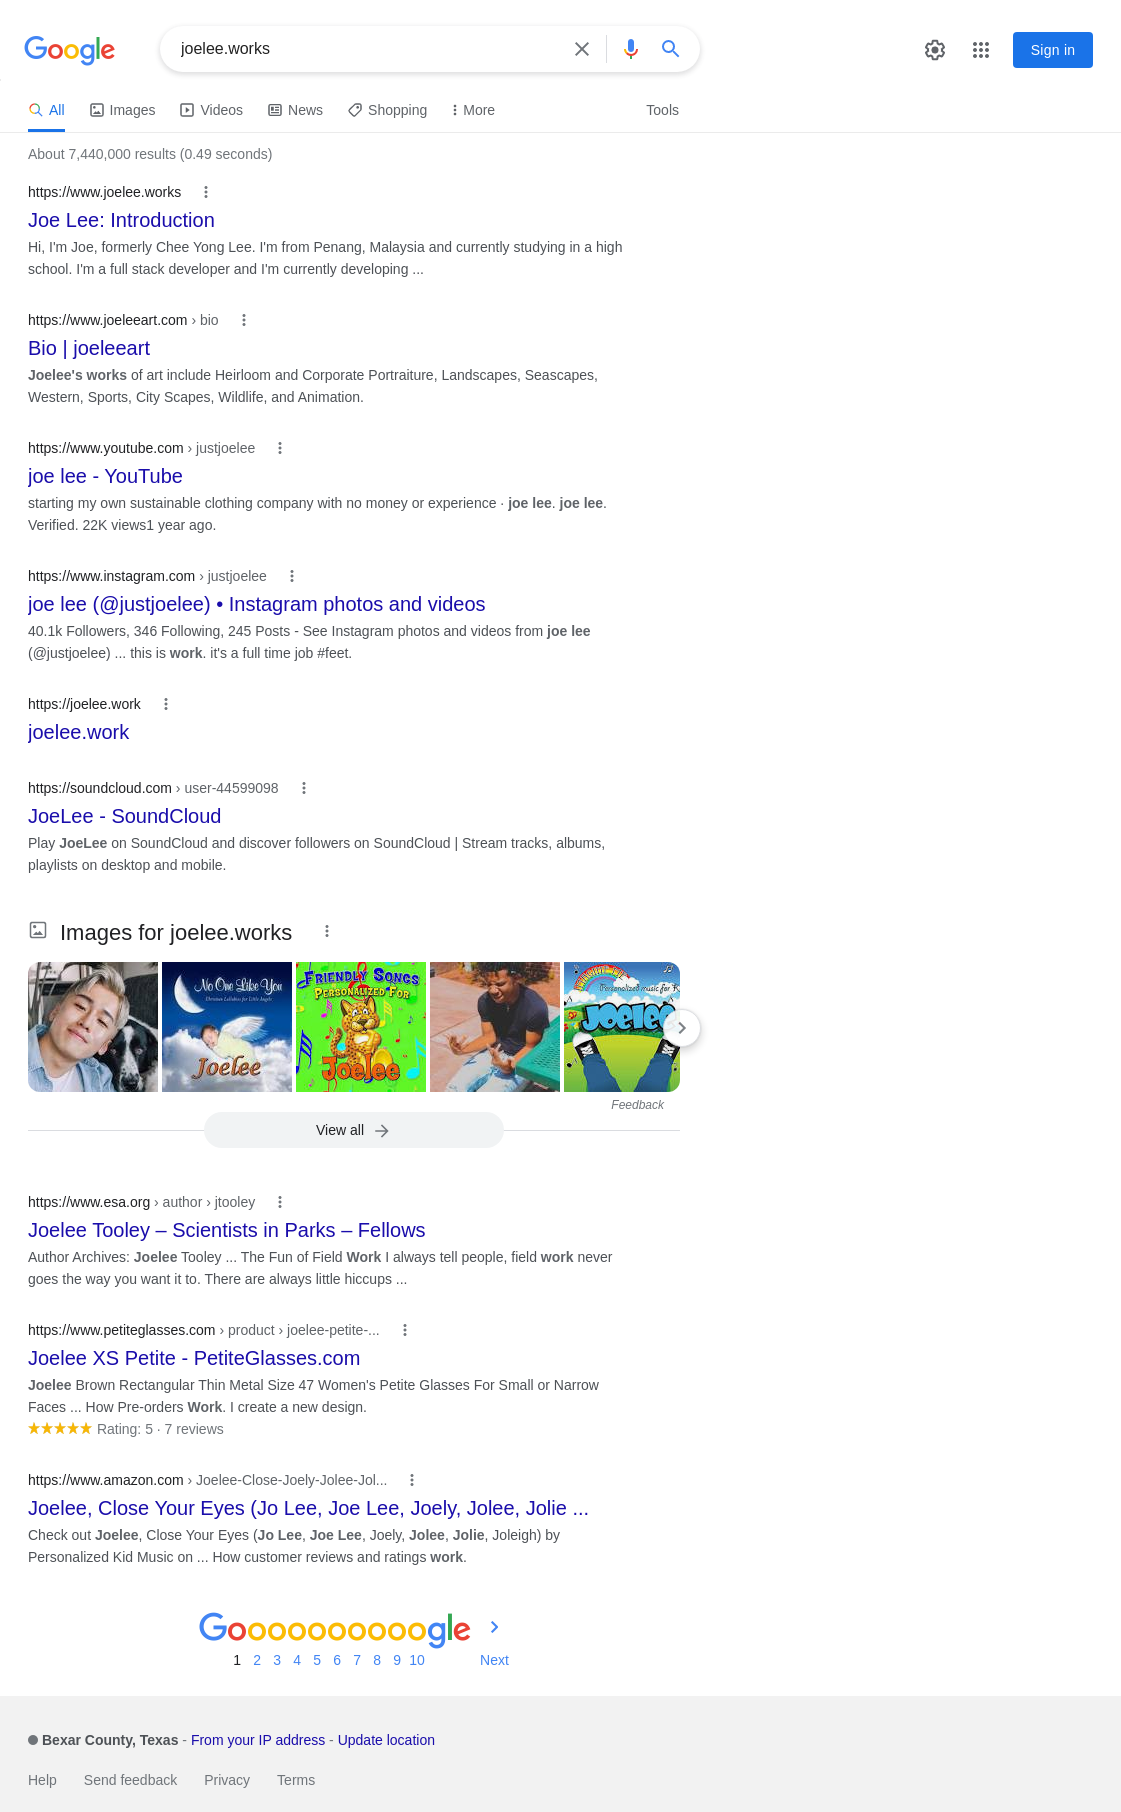 Google
joelee.works
Sign in
All
Images
Videos
News
Shopping
More
Tools
About 7,440,000 results (0.49 seconds)
https://www.joelee.works
Joe Lee: Introduction
Hi, I'm Joe, formerly Chee Yong Lee. I'm from Penang, Malaysia and currently studying in a high
school. I'm a full stack developer and I'm currently developing ...
https://www.joeleeart.com › bio
Bio | joeleeart
Joelee's works of art include Heirloom and Corporate Portraiture, Landscapes, Seascapes,
Western, Sports, City Scapes, Wildlife, and Animation.
https://www.youtube.com › justjoelee
joe lee - YouTube
starting my own sustainable clothing company with no money or experience · joe lee. joe lee.
Verified. 22K views1 year ago.
https://www.instagram.com › justjoelee
joe lee (@justjoelee) • Instagram photos and videos
40.1k Followers, 346 Following, 245 Posts - See Instagram photos and videos from joe lee
(@justjoelee) ... this is work. it's a full time job #feet.
https://joelee.work
joelee.work
https://soundcloud.com › user-44599098
JoeLee - SoundCloud
Play JoeLee on SoundCloud and discover followers on SoundCloud | Stream tracks, albums,
playlists on desktop and mobile.
Images for joelee.works
No One Like You
Christian Lullabies for Little Angels
Joelee
FRIENDLY SONGS
PERSONALIZED FOR
Joelee
Personalized music for
Joelee
Feedback
View all
https://www.esa.org › author › jtooley
Joelee Tooley – Scientists in Parks – Fellows
Author Archives: Joelee Tooley ... The Fun of Field Work I always tell people, field work never
goes the way you want it to. There are always little hiccups ...
https://www.petiteglasses.com › product › joelee-petite-...
Joelee XS Petite - PetiteGlasses.com
Joelee Brown Rectangular Thin Metal Size 47 Women's Petite Glasses For Small or Narrow
Faces ... How Pre-orders Work. I create a new design.
Rating: 5 · 7 reviews
https://www.amazon.com › Joelee-Close-Joely-Jolee-Jol...
Joelee, Close Your Eyes (Jo Lee, Joe Lee, Joely, Jolee, Jolie ...
Check out Joelee, Close Your Eyes (Jo Lee, Joe Lee, Joely, Jolee, Jolie, Joleigh) by
Personalized Kid Music on ... How customer reviews and ratings work.
Goooooooooogle
1 2 3 4 5 6 7 8 9 10 Next
Bexar County, Texas - From your IP address - Update location
Help Send feedback Privacy Terms